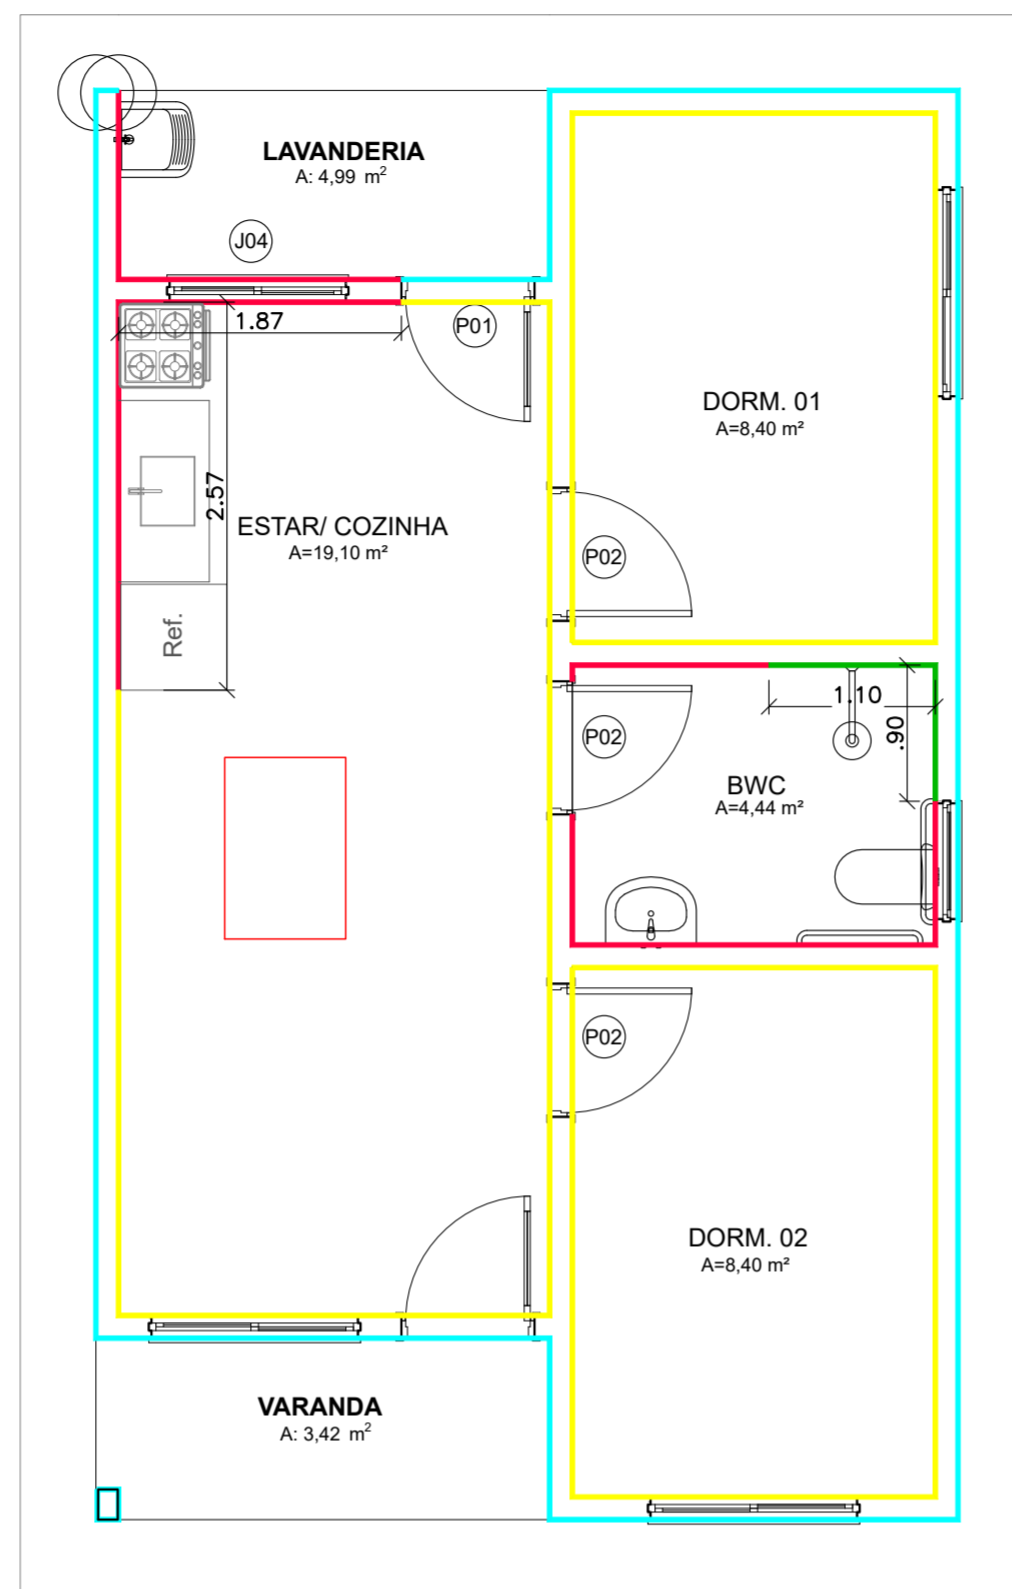 LAVANDERIA
A: 4,99 m²
J04
1.87
P01
DORM. 01
A=8,40 m²
2.57
ESTAR/ COZINHA
A=19,10 m²
P02
Ref.
1.10
.90
P02
BWC
A=4,44 m²
P02
DORM. 02
A=8,40 m²
VARANDA
A: 3,42 m²